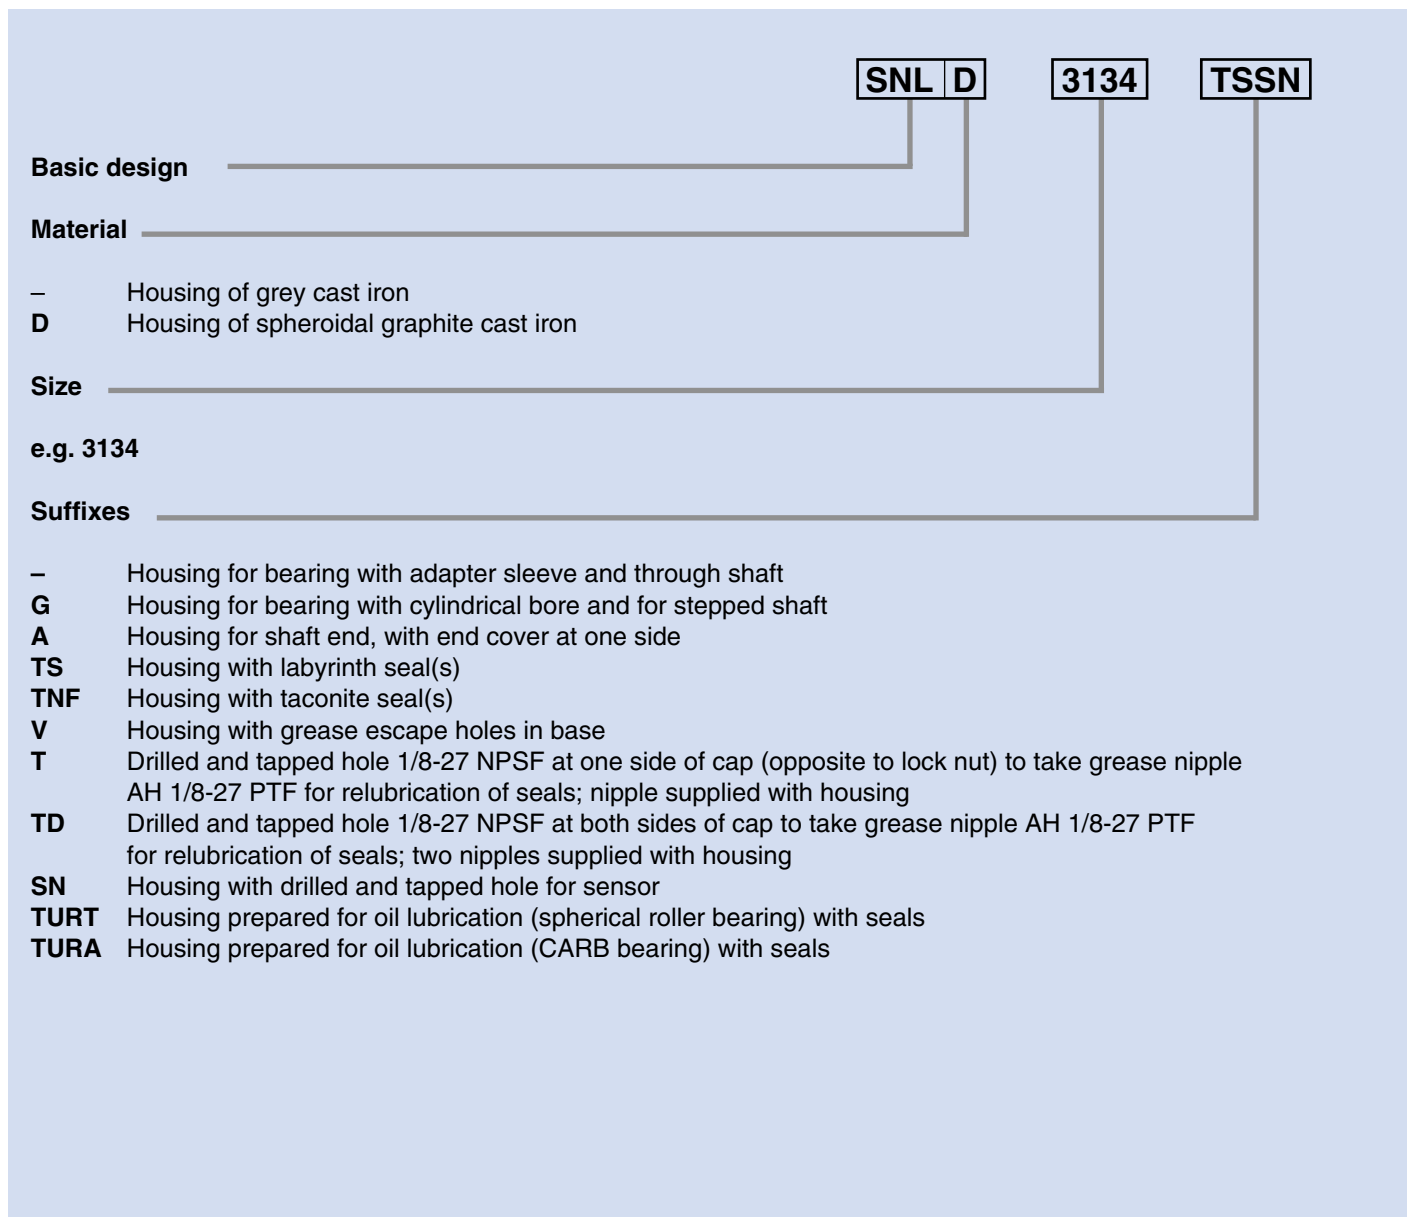 SNL D 3134 TSSN
Basic design
Material
– Housing of grey cast iron
D Housing of spheroidal graphite cast iron
Size
e.g. 3134
Suffixes
– Housing for bearing with adapter sleeve and through shaft
G Housing for bearing with cylindrical bore and for stepped shaft
A Housing for shaft end, with end cover at one side
TS Housing with labyrinth seal(s)
TNF Housing with taconite seal(s)
V Housing with grease escape holes in base
T Drilled and tapped hole 1/8-27 NPSF at one side of cap (opposite to lock nut) to take grease nipple
AH 1/8-27 PTF for relubrication of seals; nipple supplied with housing
TD Drilled and tapped hole 1/8-27 NPSF at both sides of cap to take grease nipple AH 1/8-27 PTF
for relubrication of seals; two nipples supplied with housing
SN Housing with drilled and tapped hole for sensor
TURT Housing prepared for oil lubrication (spherical roller bearing) with seals
TURA Housing prepared for oil lubrication (CARB bearing) with seals